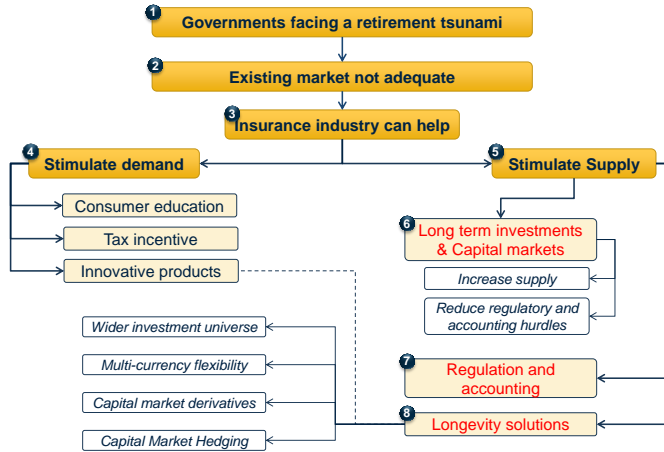 1
Governments facing a retirement tsunami
2
Existing market not adequate
3
Insurance industry can help
4
Stimulate demand
5
Stimulate Supply
Consumer education
Tax incentive
Innovative products
6
Long term investments
& Capital markets
Increase supply
Reduce regulatory and
accounting hurdles
Wider investment universe
Multi-currency flexibility
Capital market derivatives
Capital Market Hedging
7
Regulation and
accounting
8
Longevity solutions